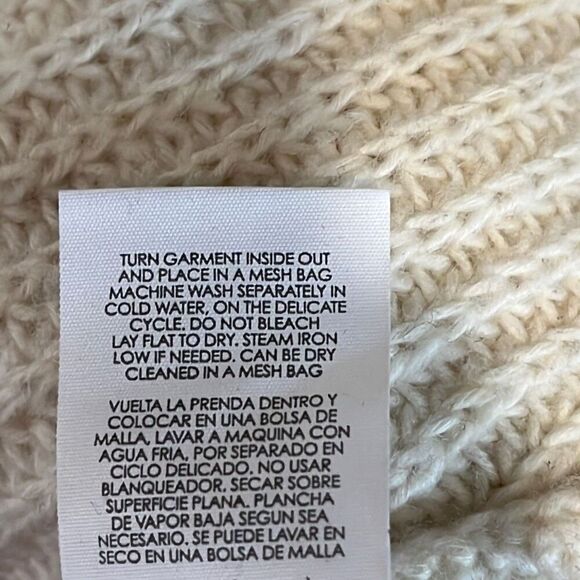 TURN GARMENT INSIDE OUT
AND PLACE IN A MESH BAG
MACHINE WASH SEPARATELY IN
COLD WATER, ON THE DELICATE
CYCLE. DO NOT BLEACH
LAY FLAT TO DRY. STEAM IRON
LOW IF NEEDED. CAN BE DRY
CLEANED IN A MESH BAG
VUELTA LA PRENDA DENTRO Y
COLOCAR EN UNA BOLSA DE
MALLA, LAVAR A MAQUINA CON
AGUA FRIA, POR SEPARADO EN
CICLO DELICADO. NO USAR
BLANQUEADOR. SECAR SOBRE
SUPERFICIE PLANA. PLANCHA
DE VAPOR BAJA SEGUN SEA
NECESARIO. SE PUEDE LAVAR EN
SECO EN UNA BOLSA DE MALLA